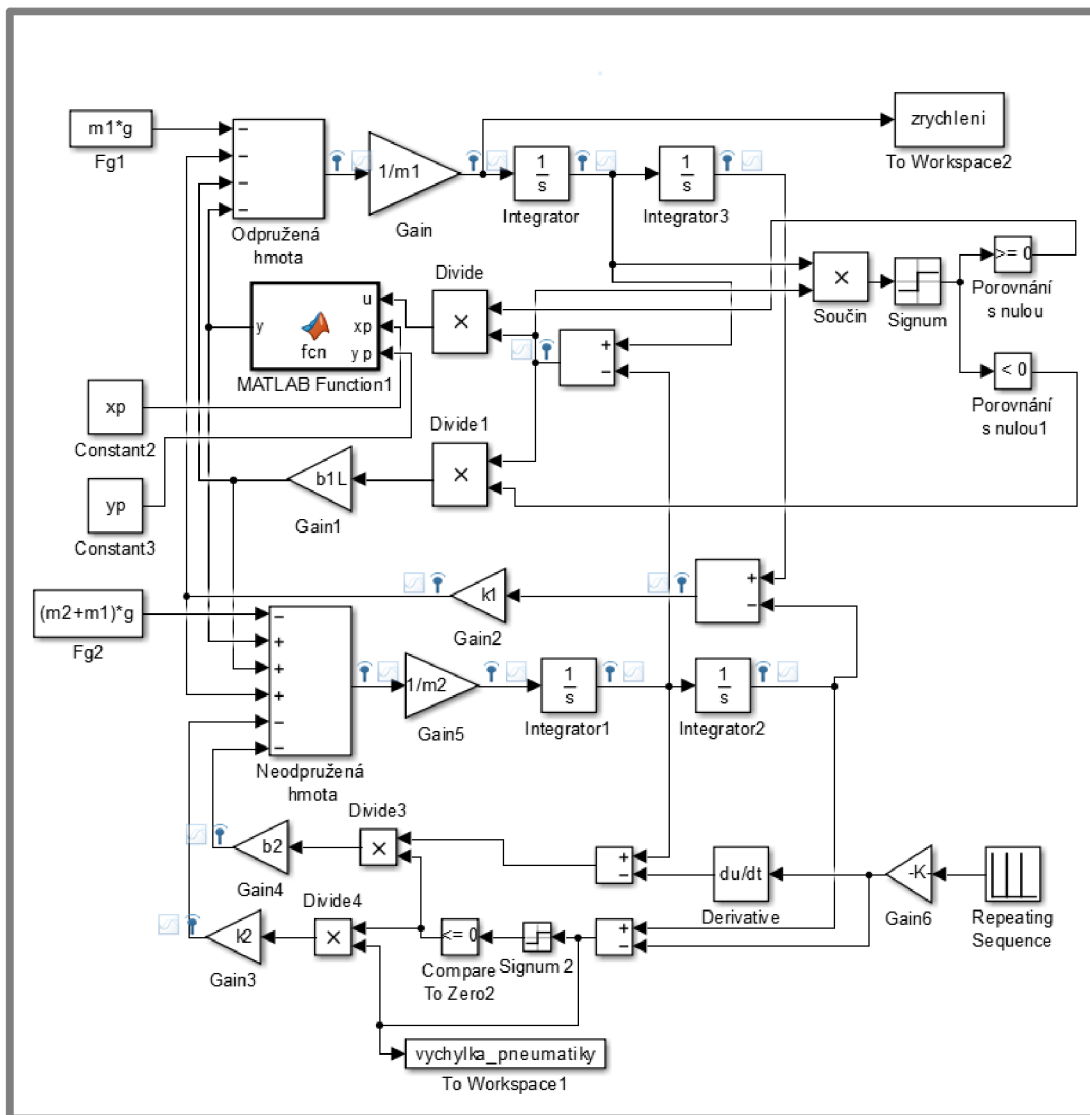 zrychleni
To Workspace2
m1*g
Fg1
−
−
−
−
Odpružená
hmota
1/m1
Gain
1
s
Integrator
1
s
Integrator3
>= 0
Porovnání
s nulou
×
Součin
Signum
Divide
×
u
xp
yp
y
fcn
MATLAB Function1
+
−
< 0
Porovnání
s nulou1
xp
Constant2
Divide1
×
b1L
Gain1
yp
Constant3
+
−
k1
Gain2
(m2+m1)*g
Fg2
−
+
+
+
−
−
Neodpružená
hmota
1/m2
Gain5
1
s
Integrator1
1
s
Integrator2
Divide3
×
b2
Gain4
+
−
du/dt
Derivative
-K-
Gain6
Repeating
Sequence
Divide4
×
k2
Gain3
<= 0
Compare
To Zero2
Signum 2
+
−
vychylka_pneumatiky
To Workspace1